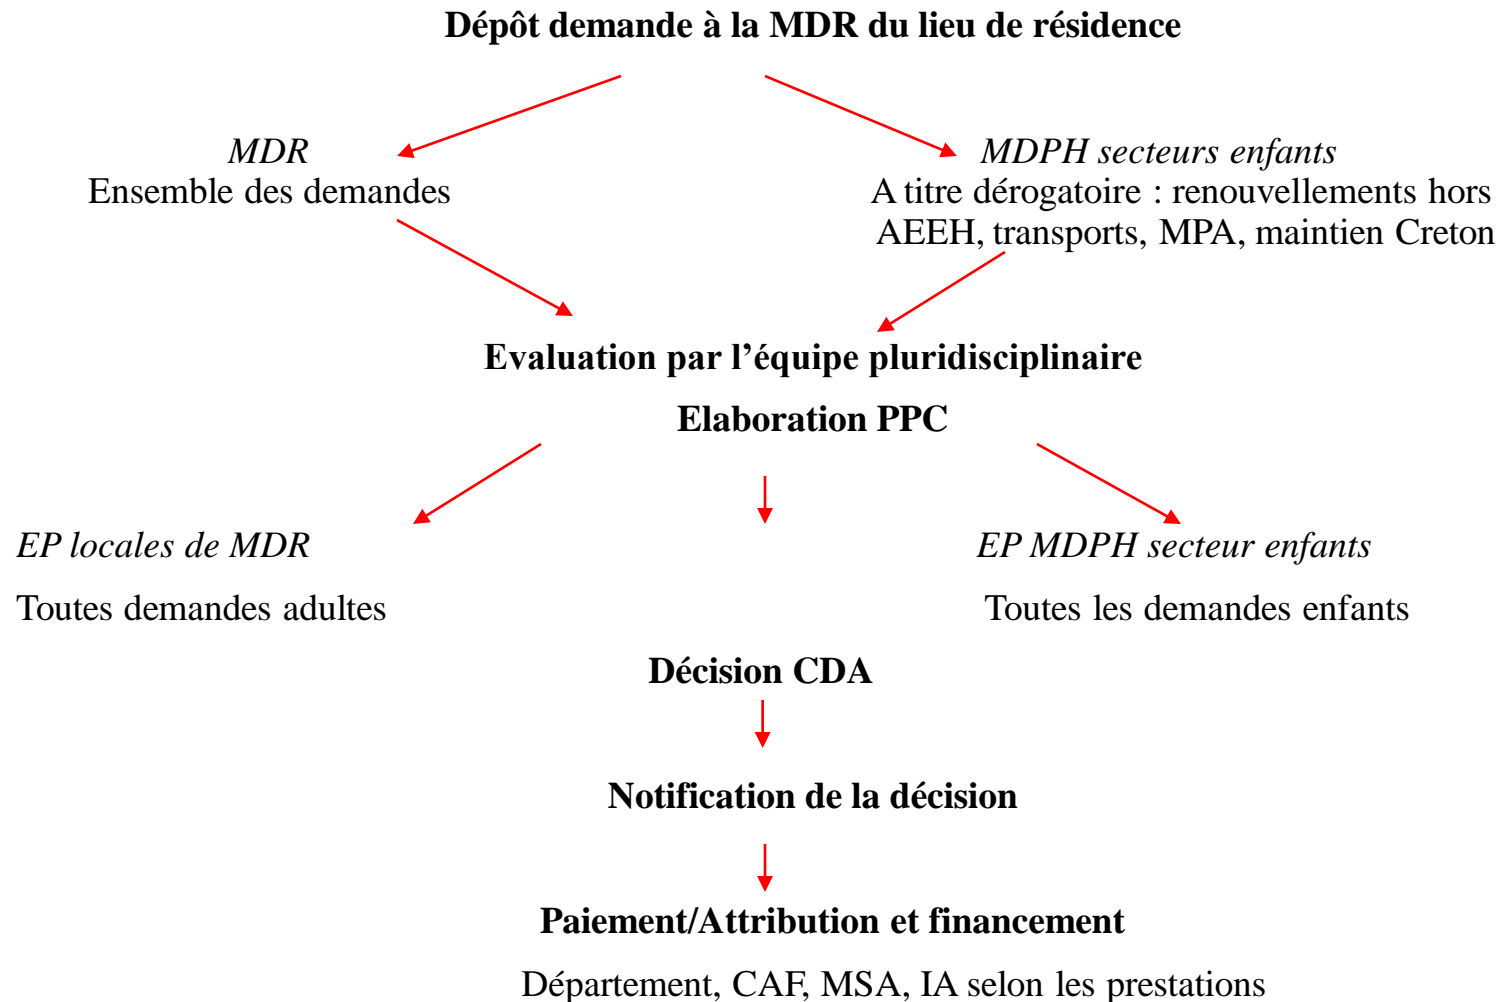 Dépôt demande à la MDR du lieu de résidence
MDR
Ensemble des demandes
MDPH secteurs enfants
A titre dérogatoire : renouvellements hors
AEEH, transports, MPA, maintien Creton
Evaluation par l’équipe pluridisciplinaire
Elaboration PPC
EP locales de MDR
Toutes demandes adultes
EP MDPH secteur enfants
Toutes les demandes enfants
Décision CDA
Notification de la décision
Paiement/Attribution et financement
Département, CAF, MSA, IA selon les prestations